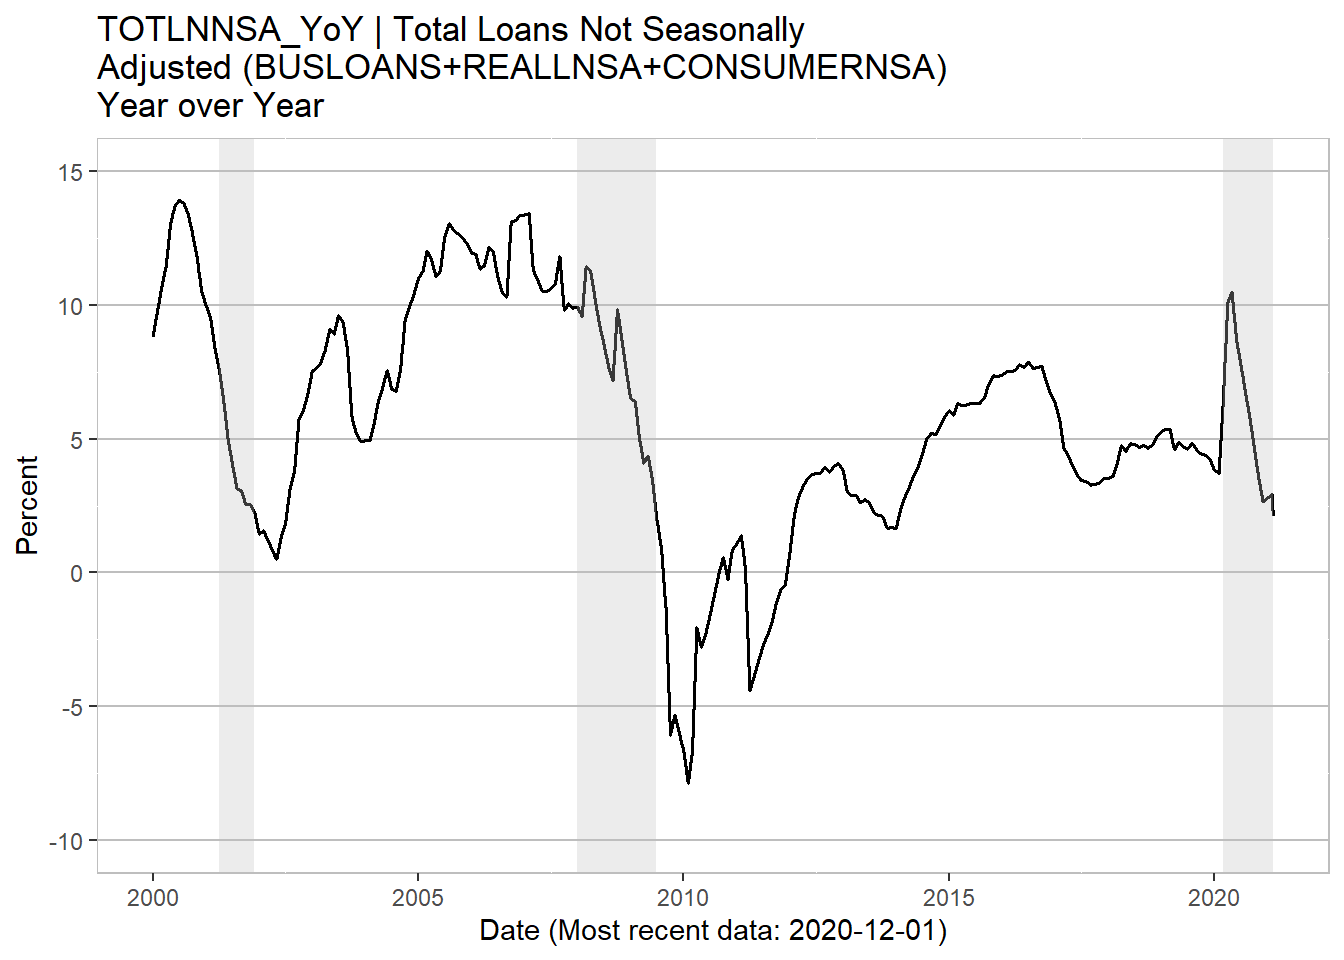 TOTLNNSA_YoY | Total Loans Not Seasonally
Adjusted (BUSLOANS+REALLNSA+CONSUMERNSA)
Year over Year
15
10
5
0
-5
-10
Percent
2000
2005
2010
2015
2020
Date (Most recent data: 2020-12-01)